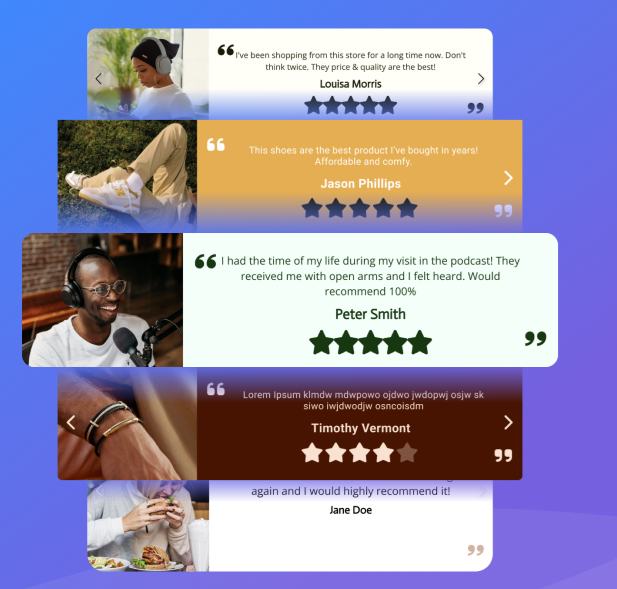 I've been shopping from this store for a long time now. Don't
think twice. They price & quality are the best!
Louisa Morris
This shoes are the best product I've bought in years!
Affordable and comfy.
Jason Phillips
I had the time of my life during my visit in the podcast! They
received me with open arms and I felt heard. Would
recommend 100%
Peter Smith
Lorem Ipsum klmdw mdwpowo ojdwo jwdopwj osjw sk
siwo iwjdwodjw osncoisdm
Timothy Vermont
again and I would highly recommend it!
Jane Doe